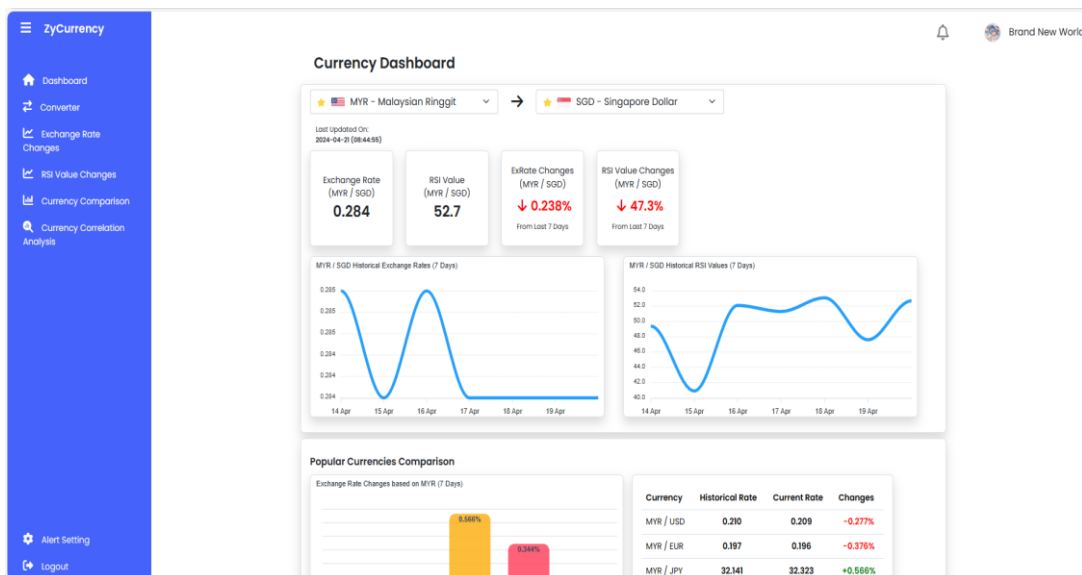 ZyCurrency
Brand New World
Dashboard
Converter
Exchange Rate
Changes
RSI Value Changes
Currency Comparison
Currency Correlation
Analysis
Alert Setting
Logout
Currency Dashboard
MYR - Malaysian Ringgit
SGD - Singapore Dollar
Last Updated On:
2024-04-21 (08:44:55)
Exchange Rate
(MYR / SGD)
0.284
RSI Value
(MYR / SGD)
52.7
ExRate Changes
(MYR / SGD)
0.238%
From Last 7 Days
RSI Value Changes
(MYR / SGD)
47.3%
From Last 7 Days
MYR / SGD Historical Exchange Rates (7 Days)
0.285
0.285
0.285
0.284
0.284
0.284
14 Apr 15 Apr 16 Apr 17 Apr 18 Apr 19 Apr
MYR / SGD Historical RSI Values (7 Days)
54.0
52.0
50.0
48.0
46.0
44.0
42.0
40.0
14 Apr 15 Apr 16 Apr 17 Apr 18 Apr 19 Apr
Popular Currencies Comparison
Exchange Rate Changes based on MYR (7 Days)
0.566%
0.344%
Currency Historical Rate Current Rate Changes
MYR / USD 0.210 0.209 -0.277%
MYR / EUR 0.197 0.196 -0.376%
MYR / JPY 32.141 32.323 +0.566%